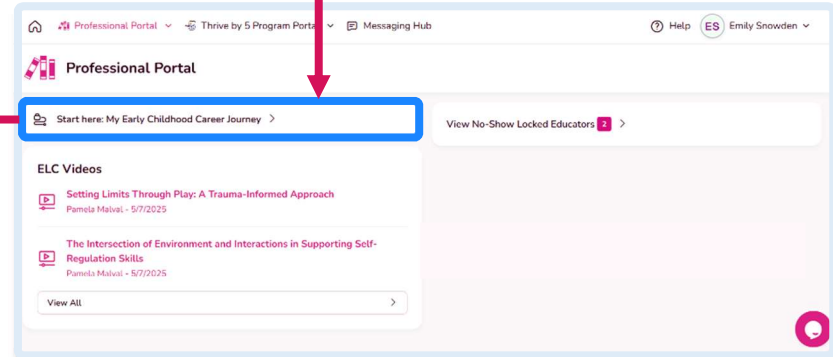 Professional Portal Thrive by 5 Program Portal Messaging Hub Help ES Emily Snowden
Professional Portal
Start here: My Early Childhood Career Journey
View No-Show Locked Educators 2
ELC Videos
Setting Limits Through Play: A Trauma-Informed Approach
Pamela Malval - 5/7/2025
The Intersection of Environment and Interactions in Supporting Self-
Regulation Skills
Pamela Malval - 5/7/2025
View All